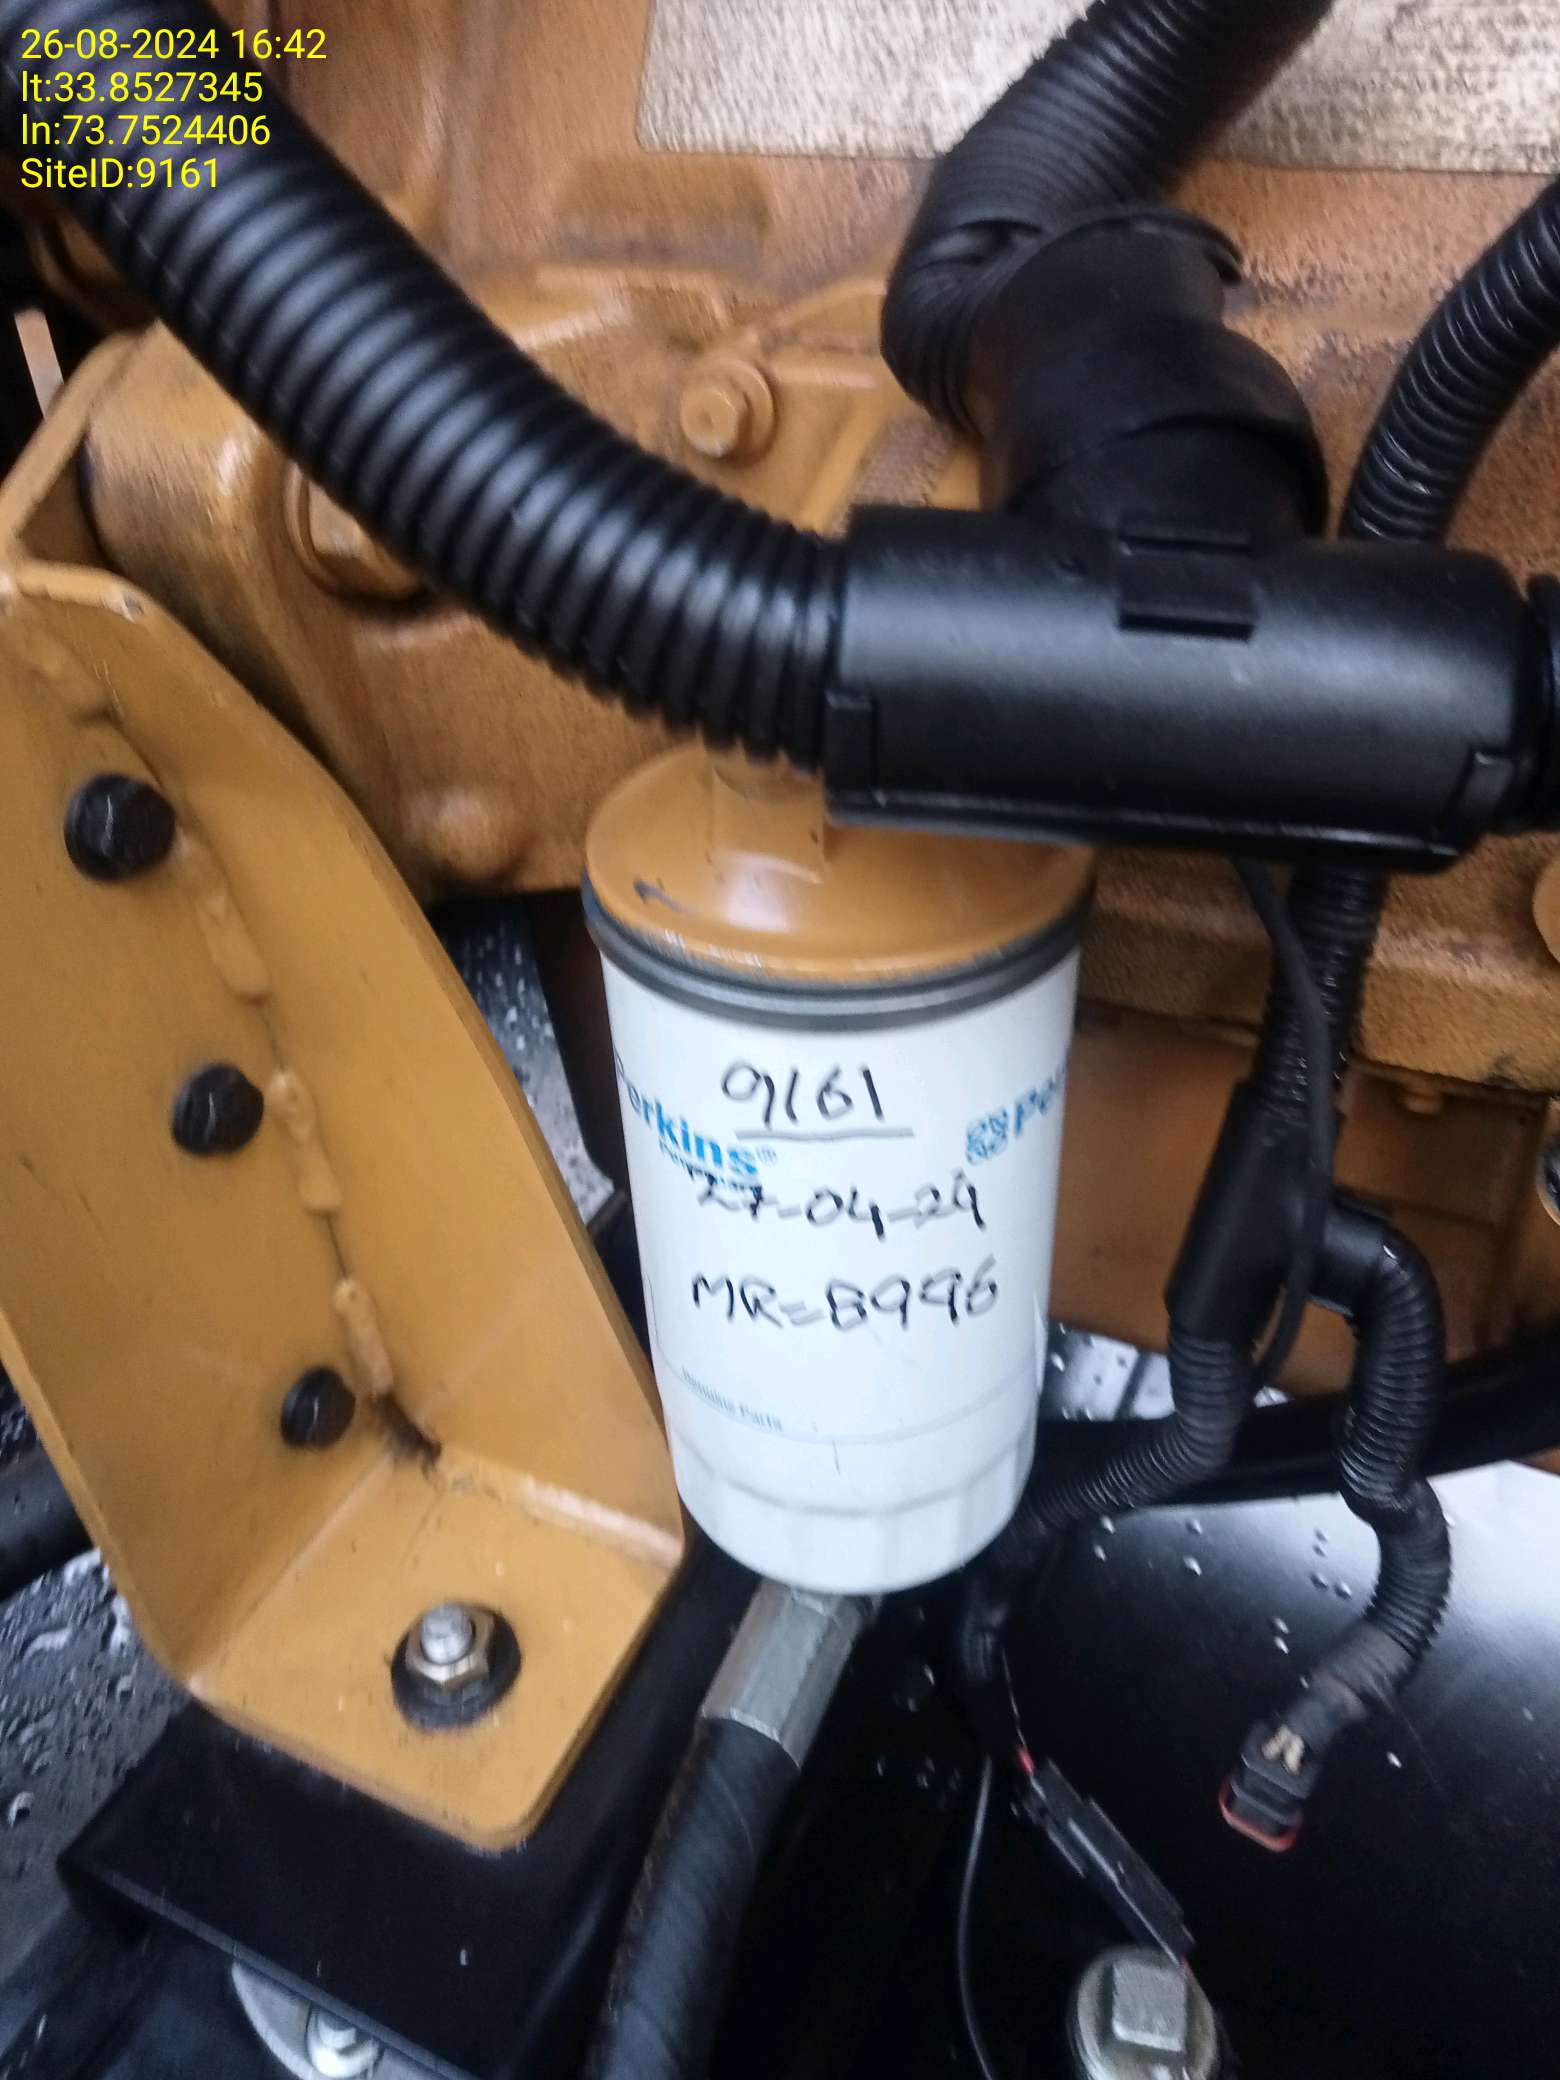 26-08-2024 16:42
lt:33.8527345
ln:73.7524406
SiteID:9161
9161
Perkins®
27-04-24
MR=8996